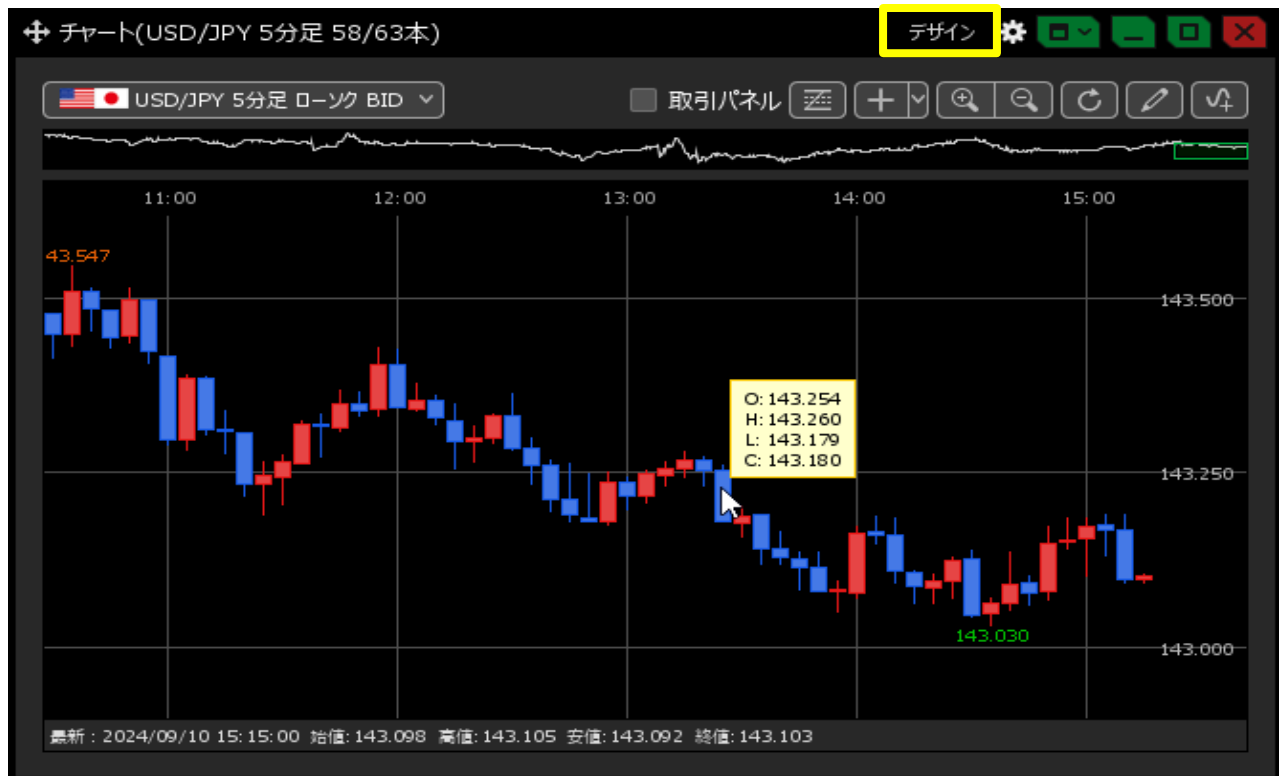 チャート(USD/JPY 5分足 58/63本) デザイン
USD/JPY 5分足 ローソク BID 取引パネル
11:00 12:00 13:00 14:00 15:00
43.547
143.500
O: 143.254
H: 143.260
L: 143.179
C: 143.180
143.250
143.030
143.000
最新 : 2024/09/10 15:15:00 始値: 143.098 高値: 143.105 安値: 143.092 終値: 143.103